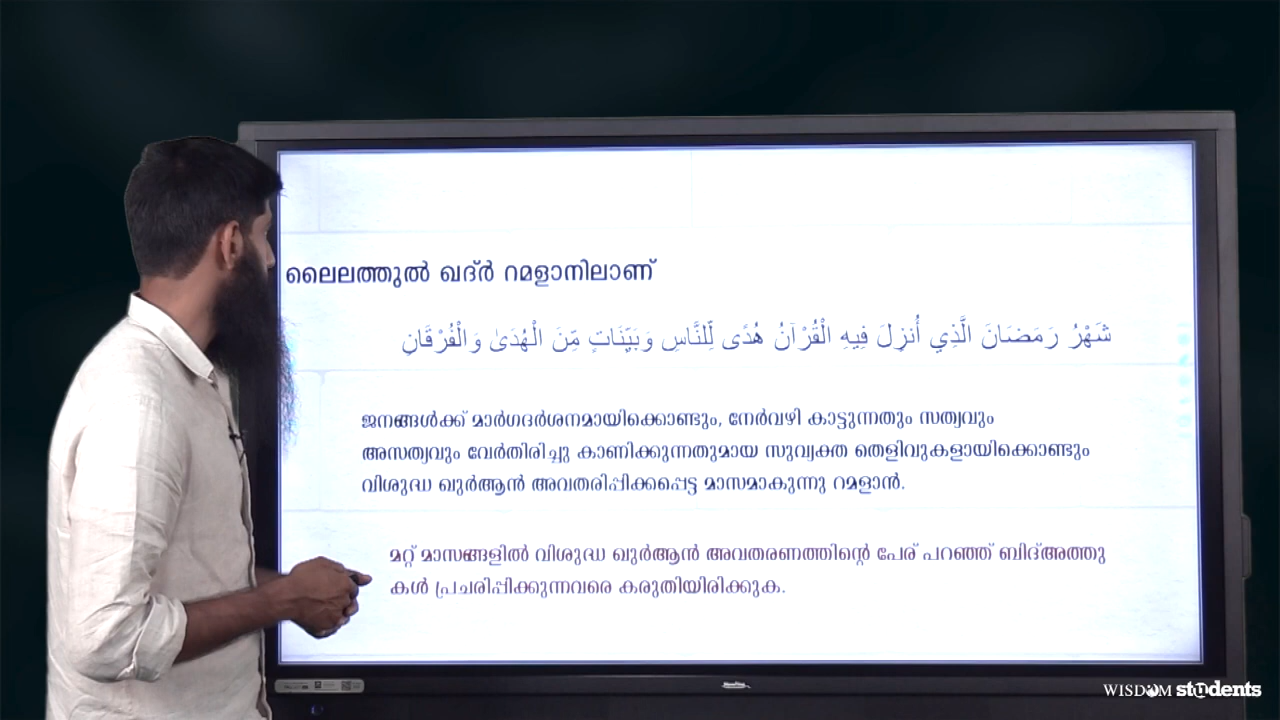 ലൈലത്തുൽ ഖദ്ർ റമളാനിലാണ്
شَهْرُ رَمَضَانَ الَّذِي أُنزِلَ فِيهِ الْقُرْآنُ هُدًى لِّلنَّاسِ وَبَيِّنَاتٍ مِّنَ الْهُدَىٰ وَالْفُرْقَانِ
ജനങ്ങൾക്ക് മാർഗദർശനമായിക്കൊണ്ടും, നേർവഴി കാട്ടുന്നതും സത്യവും
അസത്യവും വേർതിരിച്ചു കാണിക്കുന്നതുമായ സുവ്യക്ത തെളിവുകളായിക്കൊണ്ടും
വിശുദ്ധ ഖുർആൻ അവതരിപ്പിക്കപ്പെട്ട മാസമാകുന്നു റമളാൻ.
മറ്റ് മാസങ്ങളിൽ വിശുദ്ധ ഖുർആൻ അവതരണത്തിന്റെ പേര് പറഞ്ഞ് ബിദ്അത്തു
കൾ പ്രചരിപ്പിക്കുന്നവരെ കരുതിയിരിക്കുക.
WISDOM students